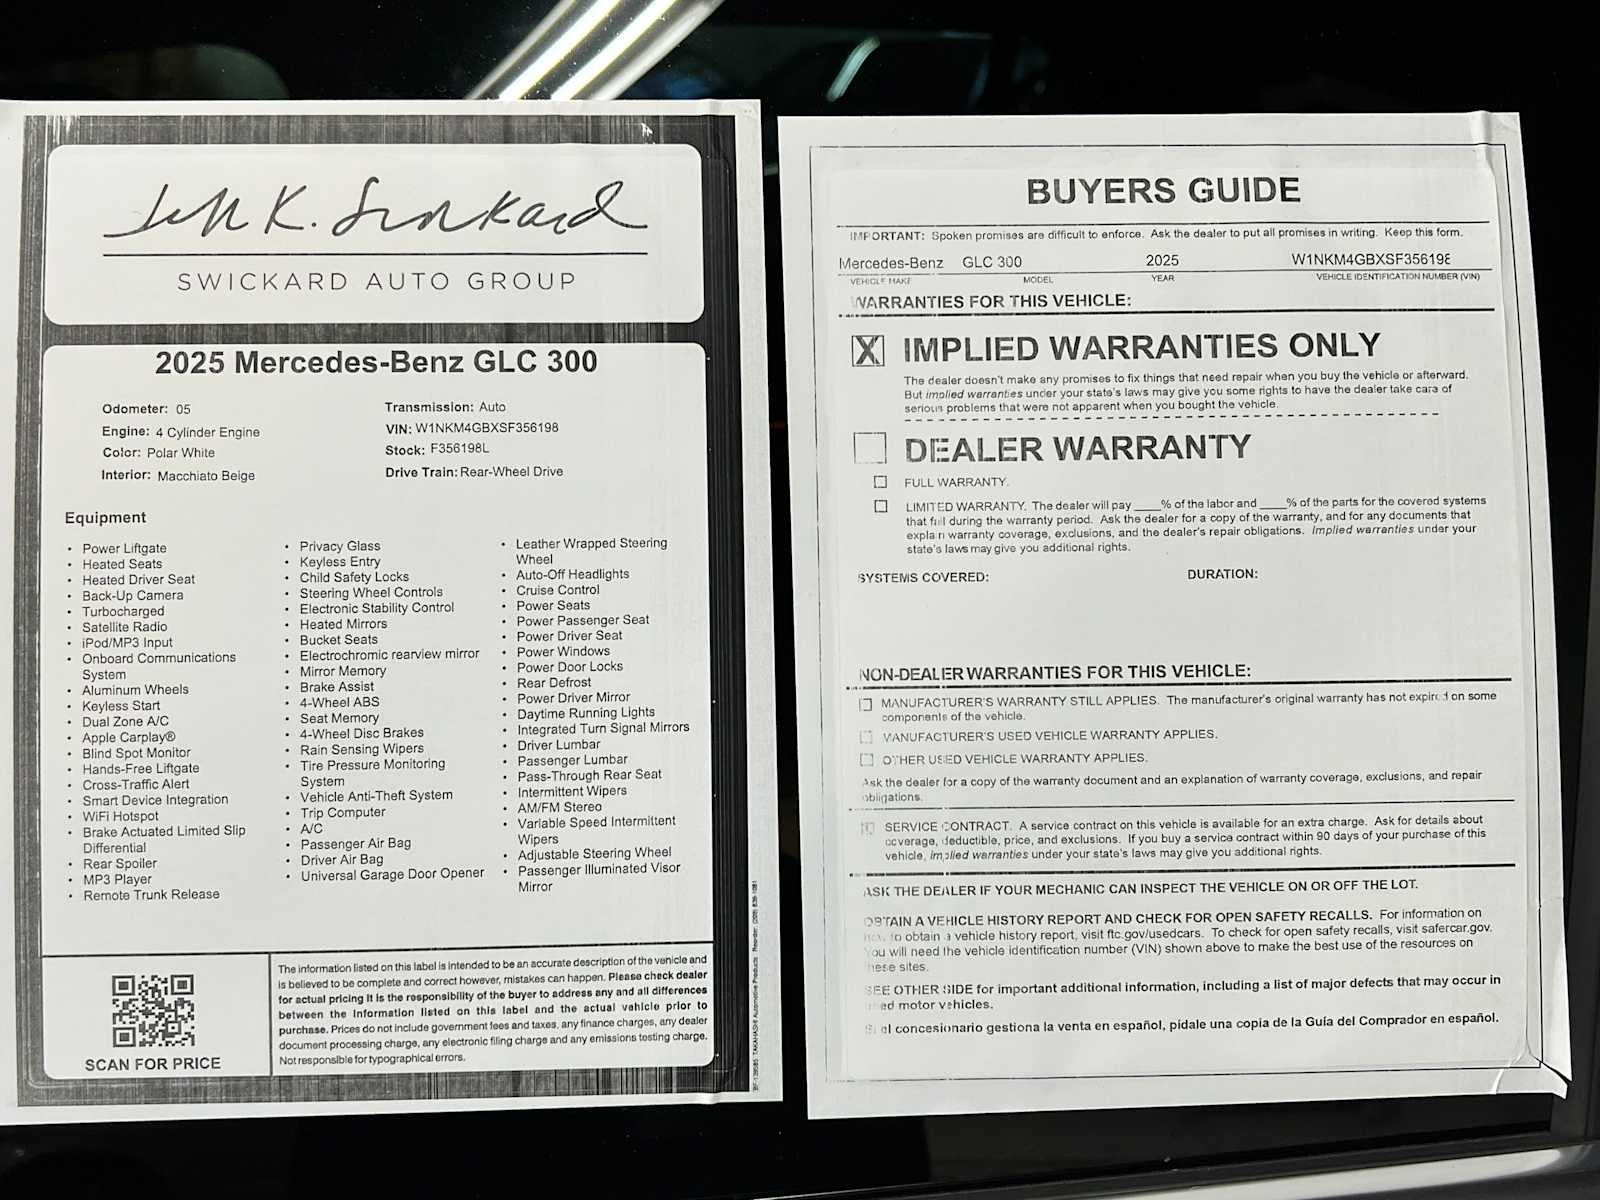 Jeff K. Swickard
SWICKARD AUTO GROUP
2025 Mercedes-Benz GLC 300
Odometer: 05
Engine: 4 Cylinder Engine
Color: Polar White
Interior: Macchiato Beige
Transmission: Auto
VIN: W1NKM4GBXSF356198
Stock: F356198L
Drive Train: Rear-Wheel Drive
Equipment
• Power Liftgate
• Heated Seats
• Heated Driver Seat
• Back-Up Camera
• Turbocharged
• Satellite Radio
• iPod/MP3 Input
• Onboard Communications
System
• Aluminum Wheels
• Keyless Start
• Dual Zone A/C
• Apple Carplay®
• Blind Spot Monitor
• Hands-Free Liftgate
• Cross-Traffic Alert
• Smart Device Integration
• WiFi Hotspot
• Brake Actuated Limited Slip
Differential
• Rear Spoiler
• MP3 Player
• Remote Trunk Release
• Privacy Glass
• Keyless Entry
• Child Safety Locks
• Steering Wheel Controls
• Electronic Stability Control
• Heated Mirrors
• Bucket Seats
• Electrochromic rearview mirror
• Mirror Memory
• Brake Assist
• 4-Wheel ABS
• Seat Memory
• 4-Wheel Disc Brakes
• Rain Sensing Wipers
• Tire Pressure Monitoring
System
• Vehicle Anti-Theft System
• Trip Computer
• A/C
• Passenger Air Bag
• Driver Air Bag
• Universal Garage Door Opener
• Leather Wrapped Steering
Wheel
• Auto-Off Headlights
• Cruise Control
• Power Seats
• Power Passenger Seat
• Power Driver Seat
• Power Windows
• Power Door Locks
• Rear Defrost
• Power Driver Mirror
• Daytime Running Lights
• Integrated Turn Signal Mirrors
• Driver Lumbar
• Passenger Lumbar
• Pass-Through Rear Seat
• Intermittent Wipers
• AM/FM Stereo
• Variable Speed Intermittent
Wipers
• Adjustable Steering Wheel
• Passenger Illuminated Visor
Mirror
SCAN FOR PRICE
The information listed on this label is intended to be an accurate description of the vehicle and
is believed to be complete and correct however, mistakes can happen. Please check dealer
for actual pricing It is the responsibility of the buyer to address any and all differences
between the Information listed on this label and the actual vehicle prior to
purchase. Prices do not include government fees and taxes, any finance charges, any dealer
document processing charge, any electronic filing charge and any emissions testing charge.
Not responsible for typographical errors.
TAKAHASHI Automotive Products Reorder:
BUYERS GUIDE
IMPORTANT: Spoken promises are difficult to enforce. Ask the dealer to put all promises in writing. Keep this form.
Mercedes-Benz GLC 300 2025 W1NKM4GBXSF356198
VEHICLE MAKE MODEL YEAR VEHICLE IDENTIFICATION NUMBER (VIN)
WARRANTIES FOR THIS VEHICLE:
X IMPLIED WARRANTIES ONLY
The dealer doesn't make any promises to fix things that need repair when you buy the vehicle or afterward.
But implied warranties under your state's laws may give you some rights to have the dealer take care of
serious problems that were not apparent when you bought the vehicle.
DEALER WARRANTY
FULL WARRANTY.
LIMITED WARRANTY. The dealer will pay ____% of the labor and ____% of the parts for the covered systems
that fail during the warranty period. Ask the dealer for a copy of the warranty, and for any documents that
explain warranty coverage, exclusions, and the dealer's repair obligations. Implied warranties under your
state's laws may give you additional rights.
SYSTEMS COVERED: DURATION:
NON-DEALER WARRANTIES FOR THIS VEHICLE:
MANUFACTURER'S WARRANTY STILL APPLIES. The manufacturer's original warranty has not expired on some
components of the vehicle.
MANUFACTURER'S USED VEHICLE WARRANTY APPLIES.
OTHER USED VEHICLE WARRANTY APPLIES.
Ask the dealer for a copy of the warranty document and an explanation of warranty coverage, exclusions, and repair
obligations.
SERVICE CONTRACT. A service contract on this vehicle is available for an extra charge. Ask for details about
coverage, deductible, price, and exclusions. If you buy a service contract within 90 days of your purchase of this
vehicle, implied warranties under your state's laws may give you additional rights.
ASK THE DEALER IF YOUR MECHANIC CAN INSPECT THE VEHICLE ON OR OFF THE LOT.
OBTAIN A VEHICLE HISTORY REPORT AND CHECK FOR OPEN SAFETY RECALLS. For information on
how to obtain a vehicle history report, visit ftc.gov/usedcars. To check for open safety recalls, visit safercar.gov.
You will need the vehicle identification number (VIN) shown above to make the best use of the resources on
these sites.
SEE OTHER SIDE for important additional information, including a list of major defects that may occur in
used motor vehicles.
Si el concesionario gestiona la venta en español, pídale una copia de la Guía del Comprador en español.